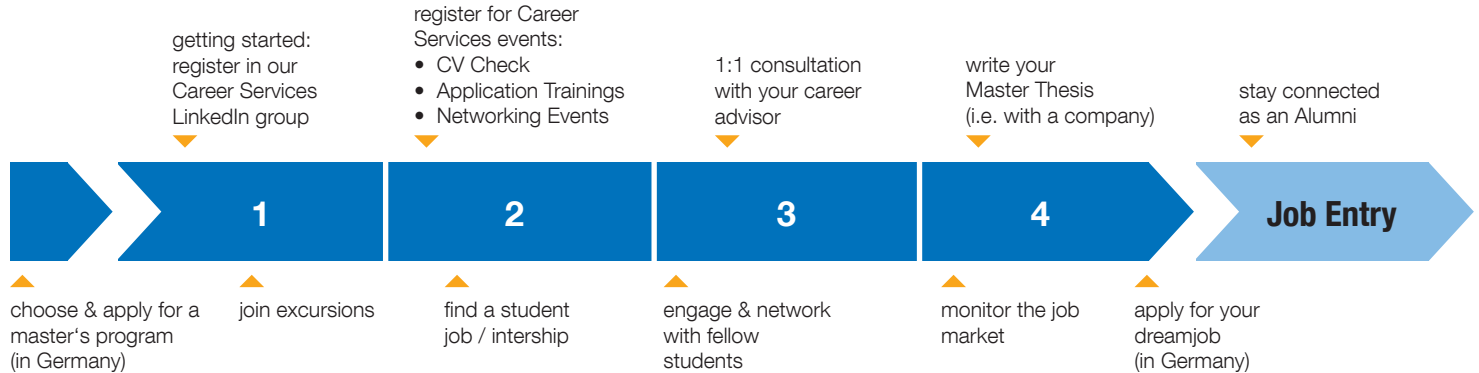 getting started:
register in our
Career Services
LinkedIn group
register for Career
Services events:
• CV Check
• Application Trainings
• Networking Events
1:1 consultation
with your career
advisor
write your
Master Thesis
(i.e. with a company)
stay connected
as an Alumni
1
2
3
4
Job Entry
choose & apply for a
master‘s program
(in Germany)
join excursions
find a student
job / intership
engage & network
with fellow
students
monitor the job
market
apply for your
dreamjob
(in Germany)